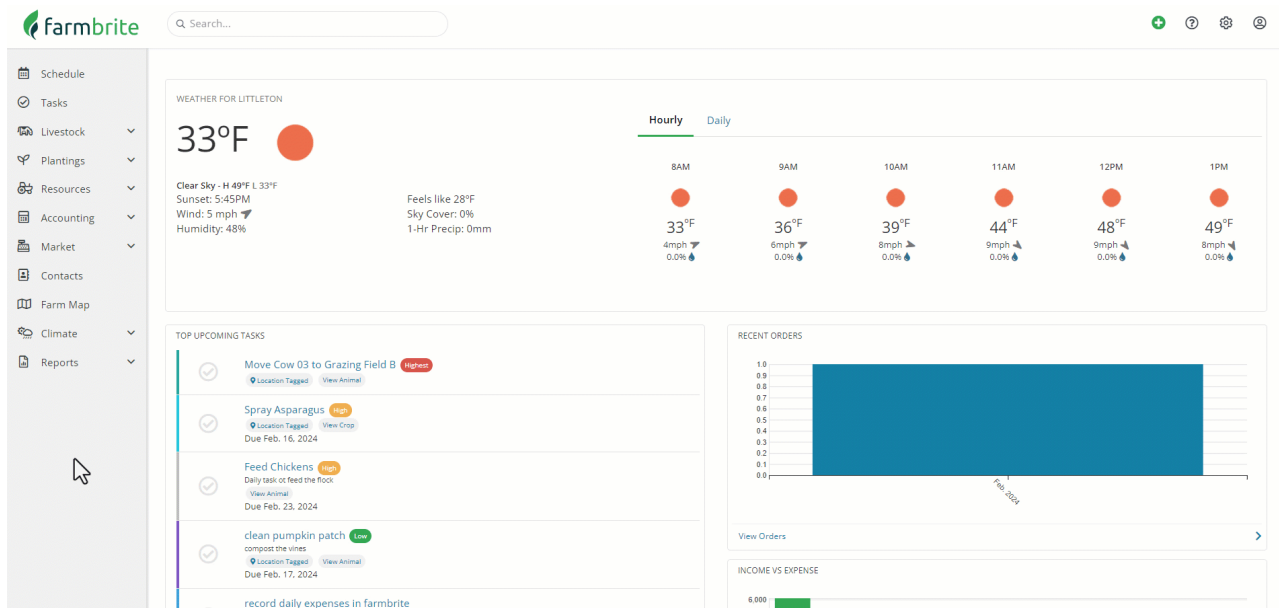 farmbrite
Search...
Schedule
Tasks
Livestock
Plantings
Resources
Accounting
Market
Contacts
Farm Map
Climate
Reports
WEATHER FOR LITTLETON
33°F
Clear Sky - H 49°F L 33°F
Sunset: 5:45PM
Wind: 5 mph
Humidity: 48%
Feels like 28°F
Sky Cover: 0%
1-Hr Precip: 0mm
Hourly Daily
8AM 9AM 10AM 11AM 12PM 1PM
33°F 36°F 39°F 44°F 48°F 49°F
4mph 6mph 8mph 9mph 9mph 8mph
0.0% 0.0% 0.0% 0.0% 0.0% 0.0%
TOP UPCOMING TASKS
Move Cow 03 to Grazing Field B Highest
Location Tagged View Animal
Spray Asparagus High
Location Tagged View Crop
Due Feb. 16, 2024
Feed Chickens High
Daily task ot feed the flock
View Animal
Due Feb. 23, 2024
clean pumpkin patch Low
compost the vines
Location Tagged View Animal
Due Feb. 17, 2024
record daily expenses in farmbrite
RECENT ORDERS
1.0
0.9
0.8
0.7
0.6
0.5
0.4
0.3
0.2
0.1
0.0
Feb. 2024
View Orders
INCOME VS EXPENSE
6,000